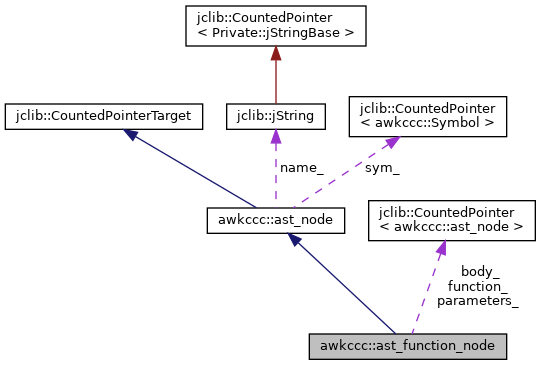 jclib::CountedPointer
< Private::jStringBase >
jclib::CountedPointerTarget
jclib::jString
jclib::CountedPointer
< awkccc::Symbol >
name_
sym_
awkccc::ast_node
jclib::CountedPointer
< awkccc::ast_node >
body_
function_
parameters_
awkccc::ast_function_node